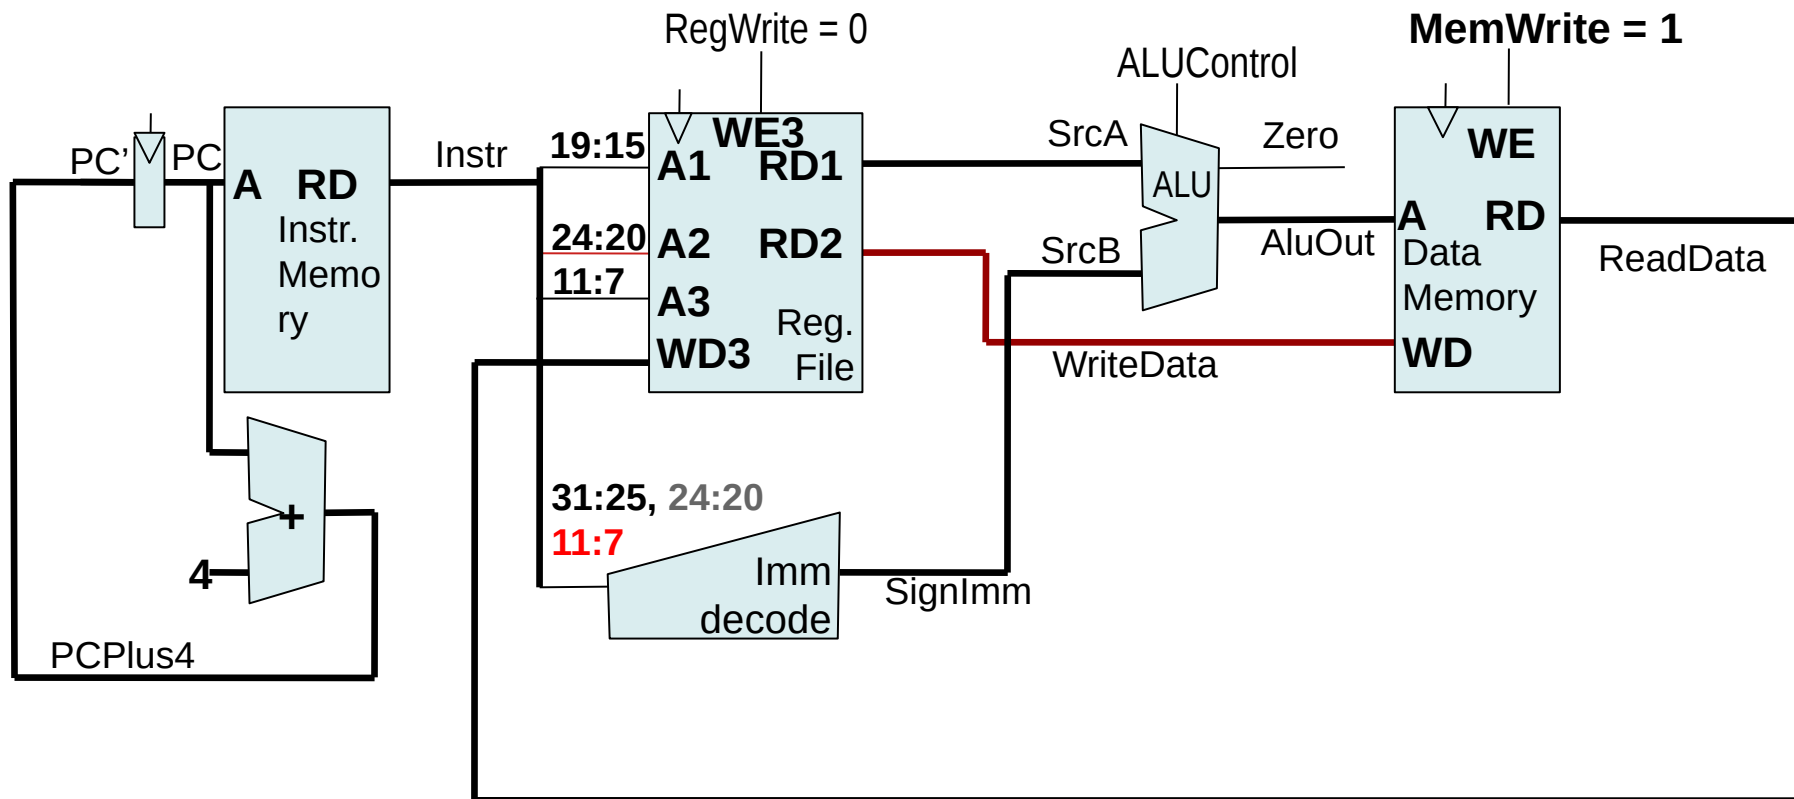 RegWrite = 0
MemWrite = 1
ALUControl
PC’
PC
A RD
Instr.
Memo
ry
Instr
19:15
24:20
11:7
WE3
A1 RD1
A2 RD2
A3
WD3
Reg.
File
SrcA
SrcB
ALU
Zero
AluOut
WriteData
WE
A RD
Data
Memory
WD
ReadData
+
4
PCPlus4
31:25, 24:20
11:7
Imm
decode
SignImm